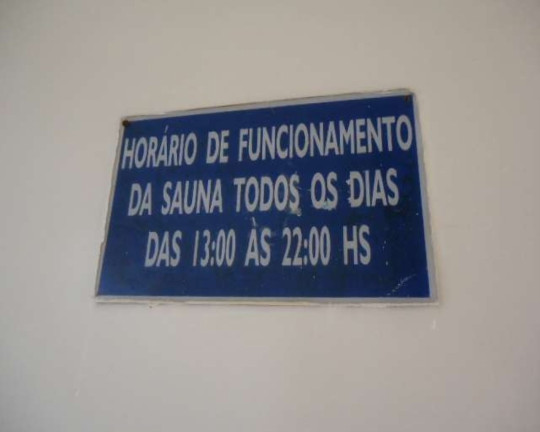 HORÁRIO DE FUNCIONAMENTO
DA SAUNA TODOS OS DIAS
DAS 13:00 ÀS 22:00 HS